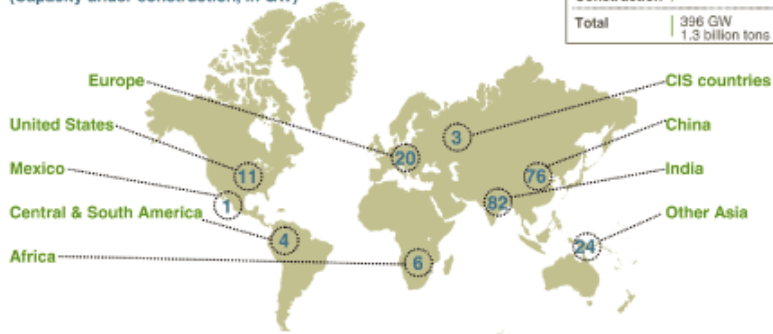 (Capacity under construction, in GW)
Construction
Total 396 GW
1.3 billion tons
Europe
CIS countries
United States
China
Mexico
India
Central & South America
Other Asia
Africa
3
20
11
76
1
82
4
24
6